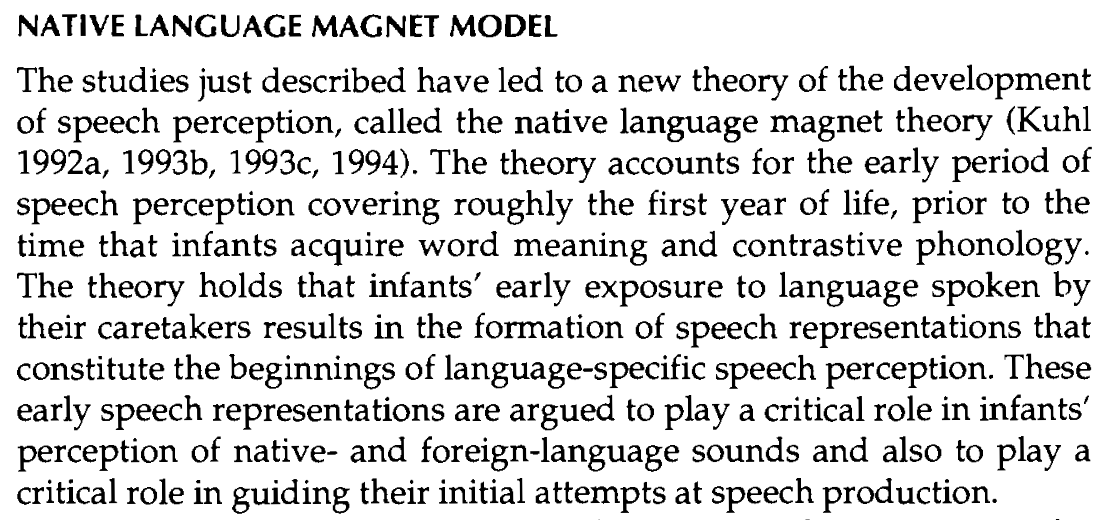 NATIVE LANGUAGE MAGNET MODEL
The studies just described have led to a new theory of the development
of speech perception, called the native language magnet theory (Kuhl
1992a, 1993b, 1993c, 1994). The theory accounts for the early period of
speech perception covering roughly the first year of life, prior to the
time that infants acquire word meaning and contrastive phonology.
The theory holds that infants' early exposure to language spoken by
their caretakers results in the formation of speech representations that
constitute the beginnings of language-specific speech perception. These
early speech representations are argued to play a critical role in infants'
perception of native- and foreign-language sounds and also to play a
critical role in guiding their initial attempts at speech production.